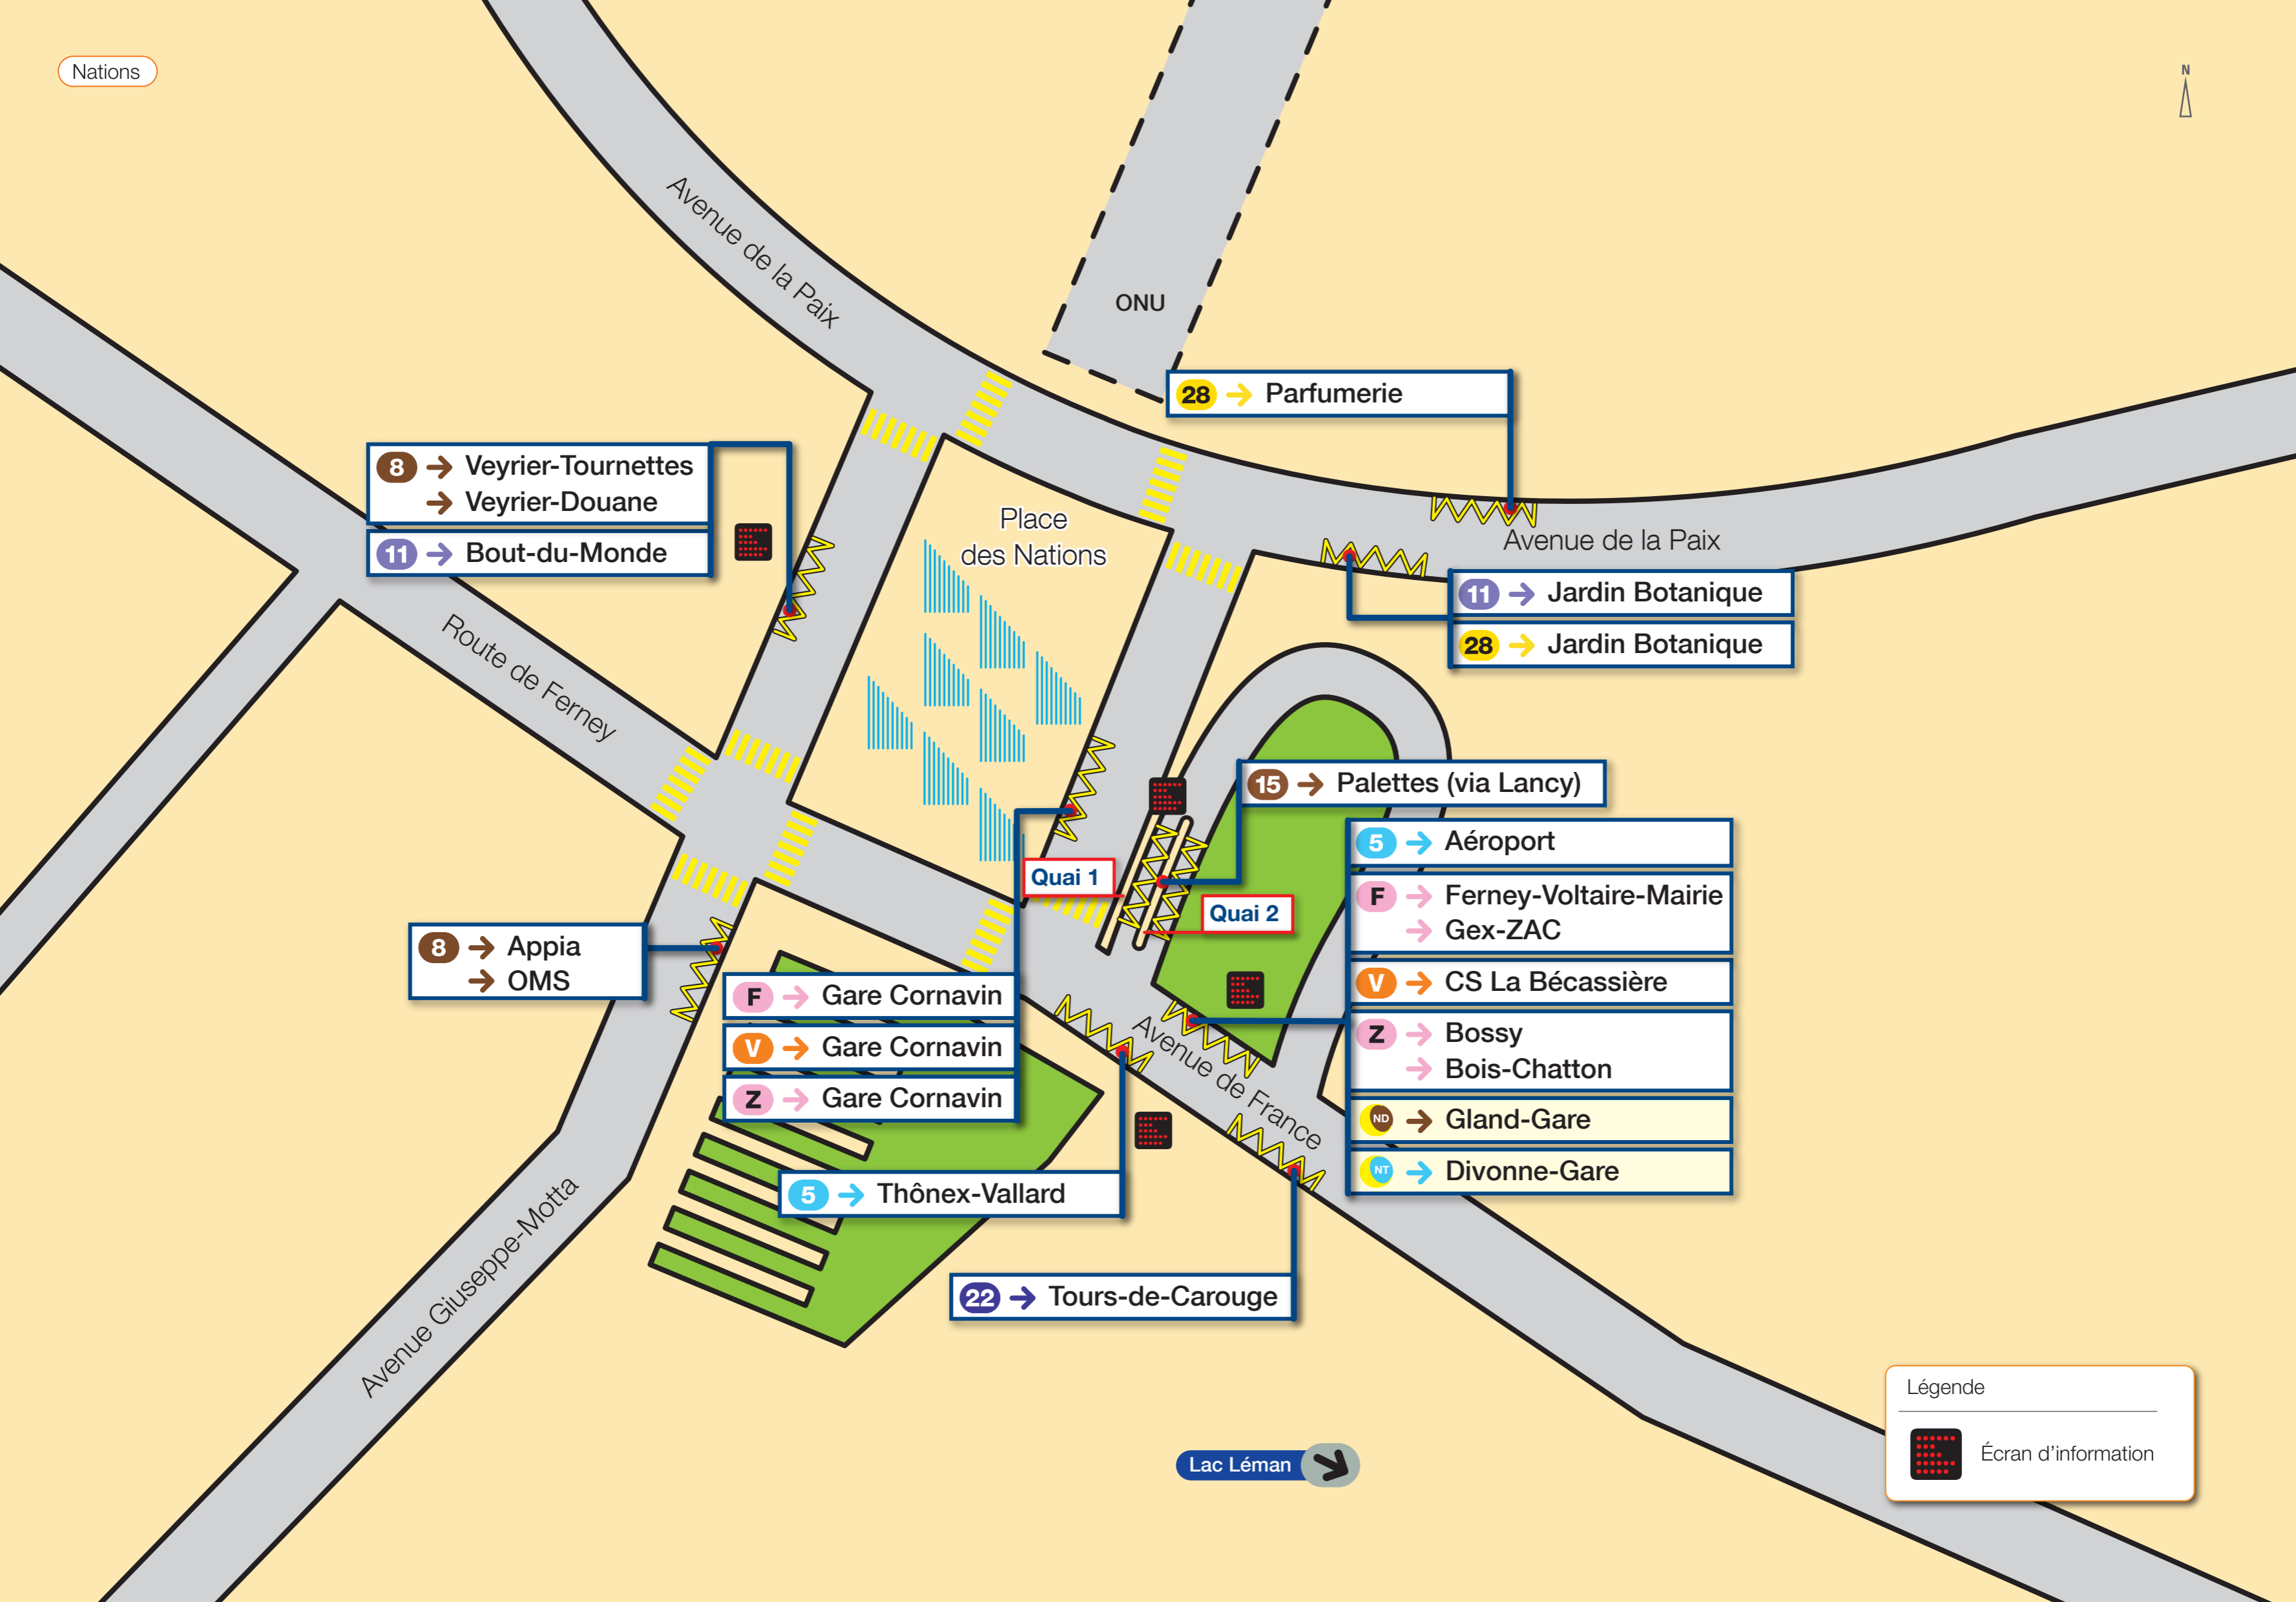 Nations
N
Avenue de la Paix
ONU
28 → Parfumerie
8 → Veyrier-Tournettes
→ Veyrier-Douane
11 → Bout-du-Monde
Place
des Nations
Avenue de la Paix
11 → Jardin Botanique
28 → Jardin Botanique
Route de Ferney
15 → Palettes (via Lancy)
Quai 1
Quai 2
5 → Aéroport
F → Ferney-Voltaire-Mairie
→ Gex-ZAC
V → CS La Bécassière
Z → Bossy
→ Bois-Chatton
ND → Gland-Gare
NT → Divonne-Gare
8 → Appia
→ OMS
F → Gare Cornavin
V → Gare Cornavin
Z → Gare Cornavin
Avenue de France
5 → Thônex-Vallard
22 → Tours-de-Carouge
Avenue Giuseppe-Motta
Lac Léman
Légende
Écran d'information